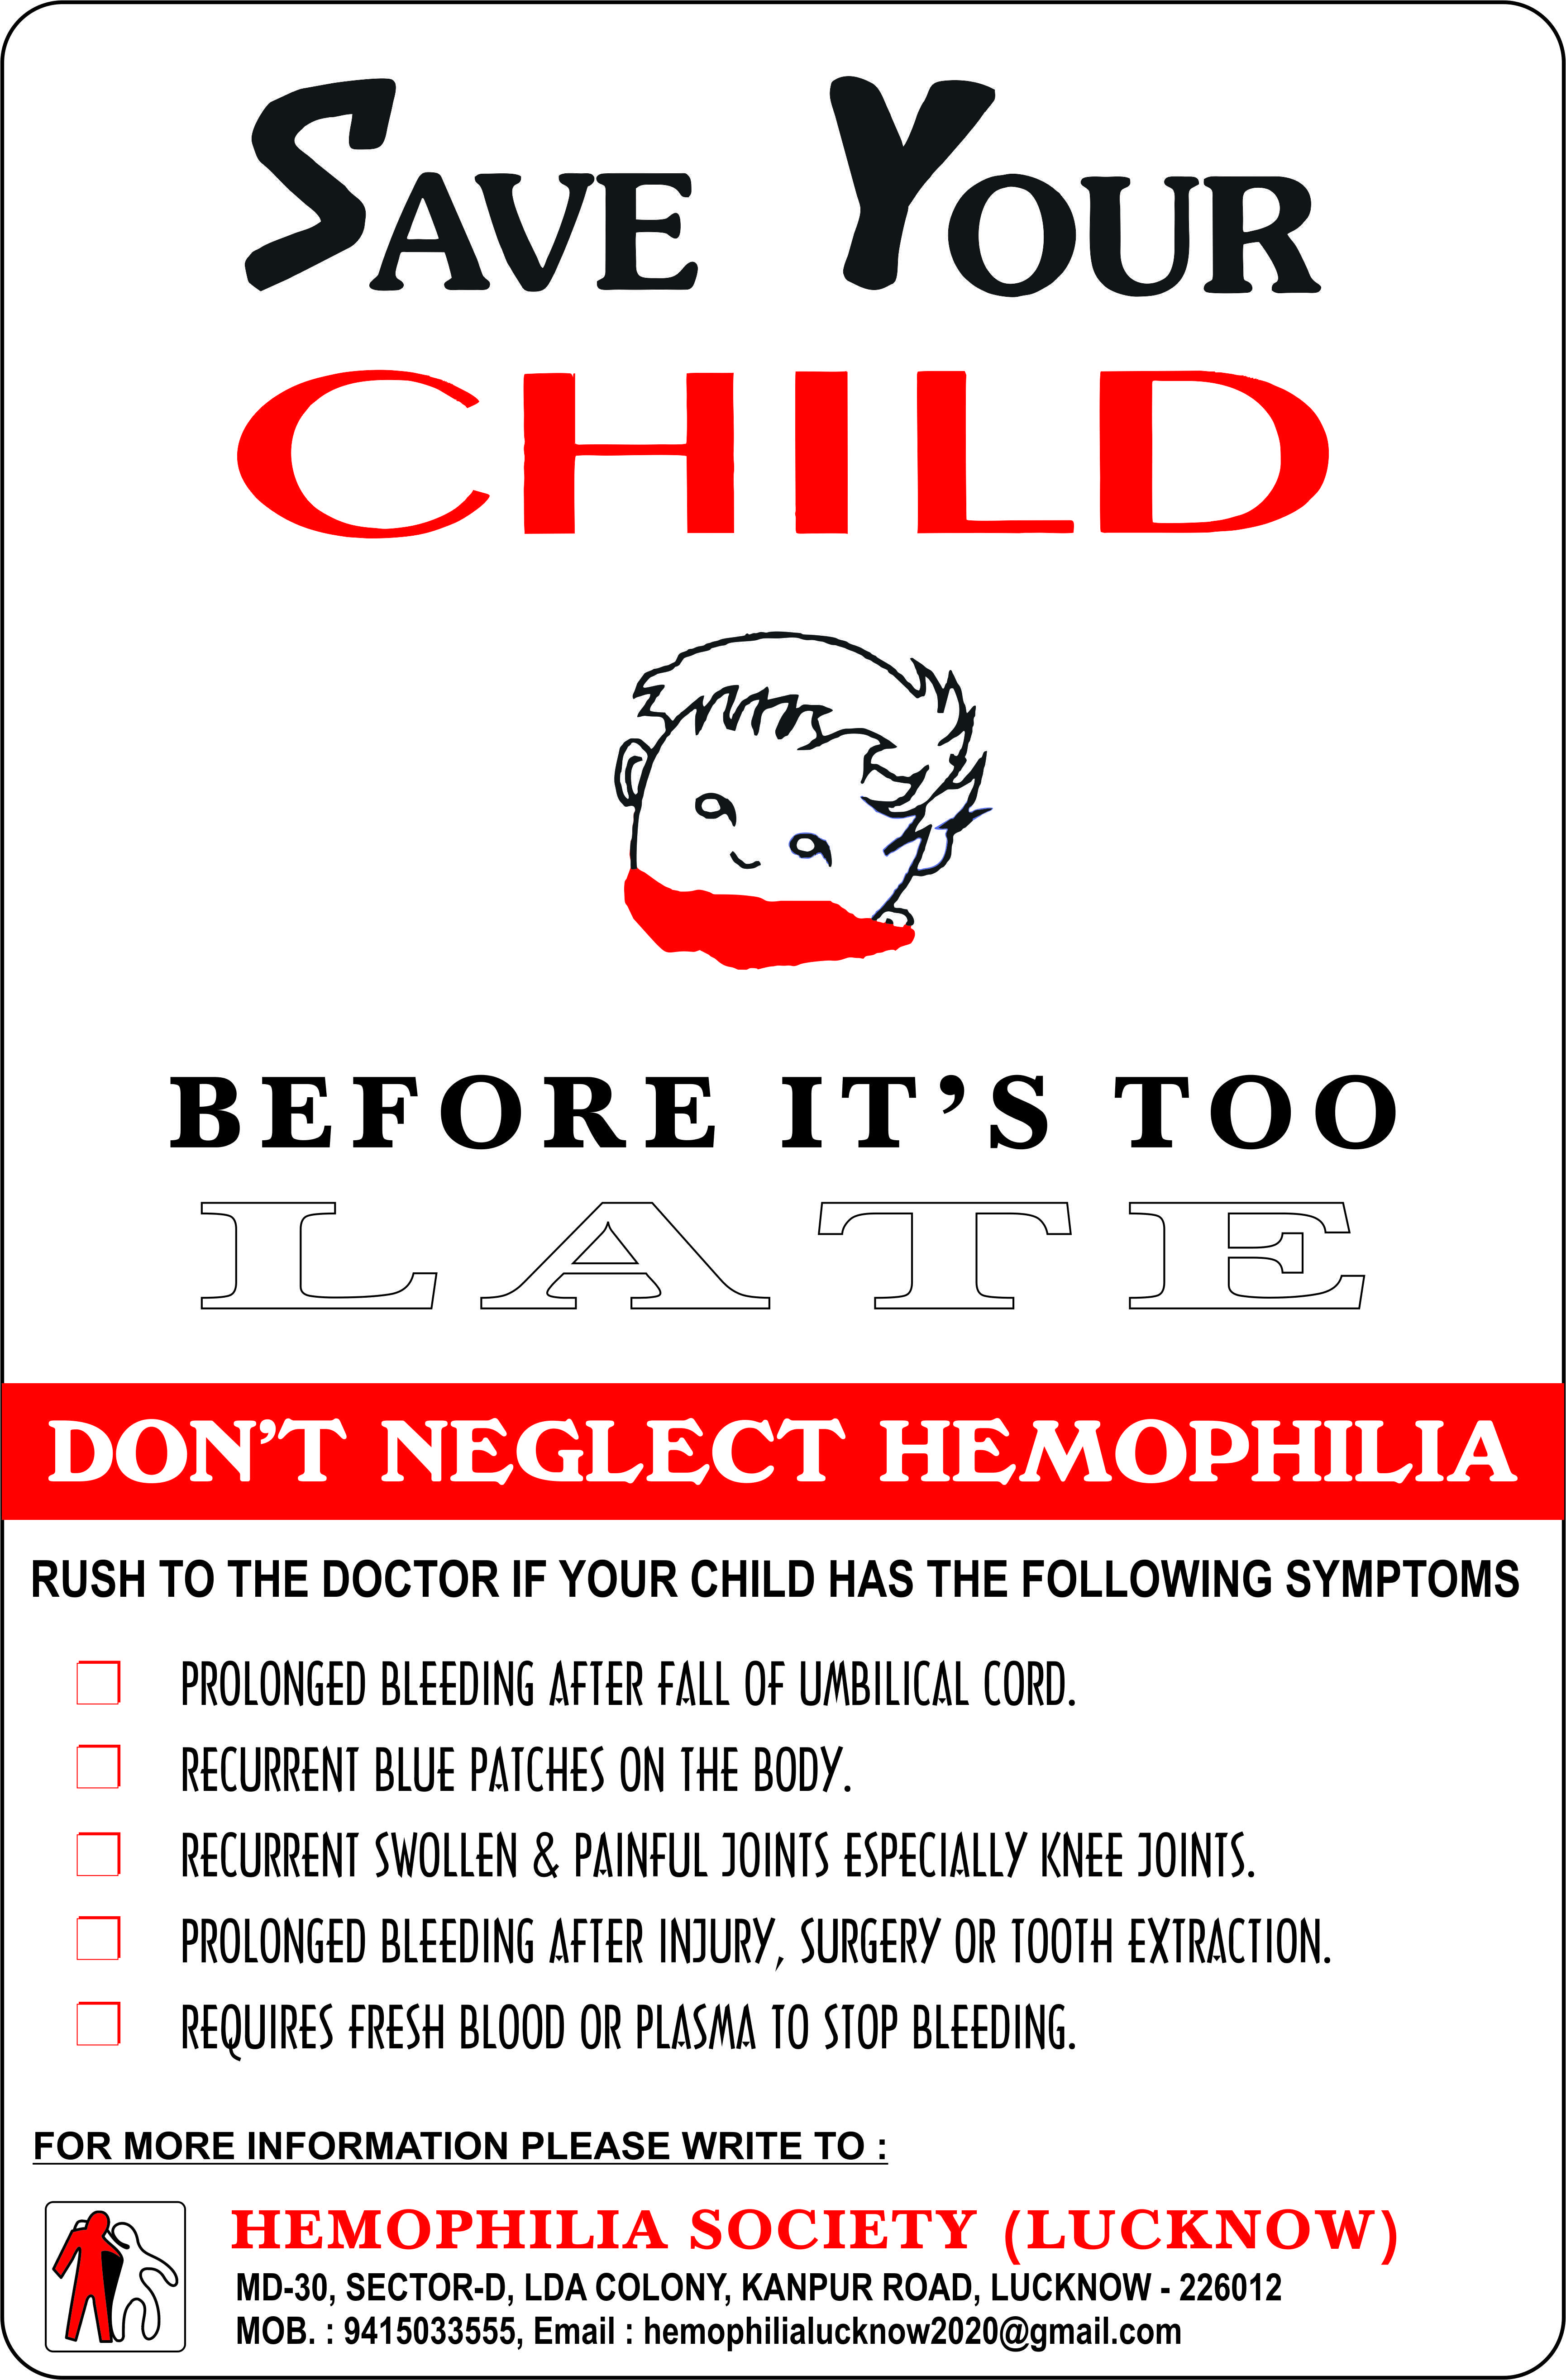 SAVE YOUR
CHILD
BEFORE IT'S TOO
LATE
DON'T NEGLECT HEMOPHILIA
RUSH TO THE DOCTOR IF YOUR CHILD HAS THE FOLLOWING SYMPTOMS
PROLONGED BLEEDING AFTER FALL OF UMBILICAL CORD.
RECURRENT BLUE PATCHES ON THE BODY.
RECURRENT SWOLLEN & PAINFUL JOINTS ESPECIALLY KNEE JOINTS.
PROLONGED BLEEDING AFTER INJURY, SURGERY OR TOOTH EXTRACTION.
REQUIRES FRESH BLOOD OR PLASMA TO STOP BLEEDING.
FOR MORE INFORMATION PLEASE WRITE TO :
HEMOPHILIA SOCIETY (LUCKNOW)
MD-30, SECTOR-D, LDA COLONY, KANPUR ROAD, LUCKNOW - 226012
MOB. : 9415033555, Email : hemophilialucknow2020@gmail.com